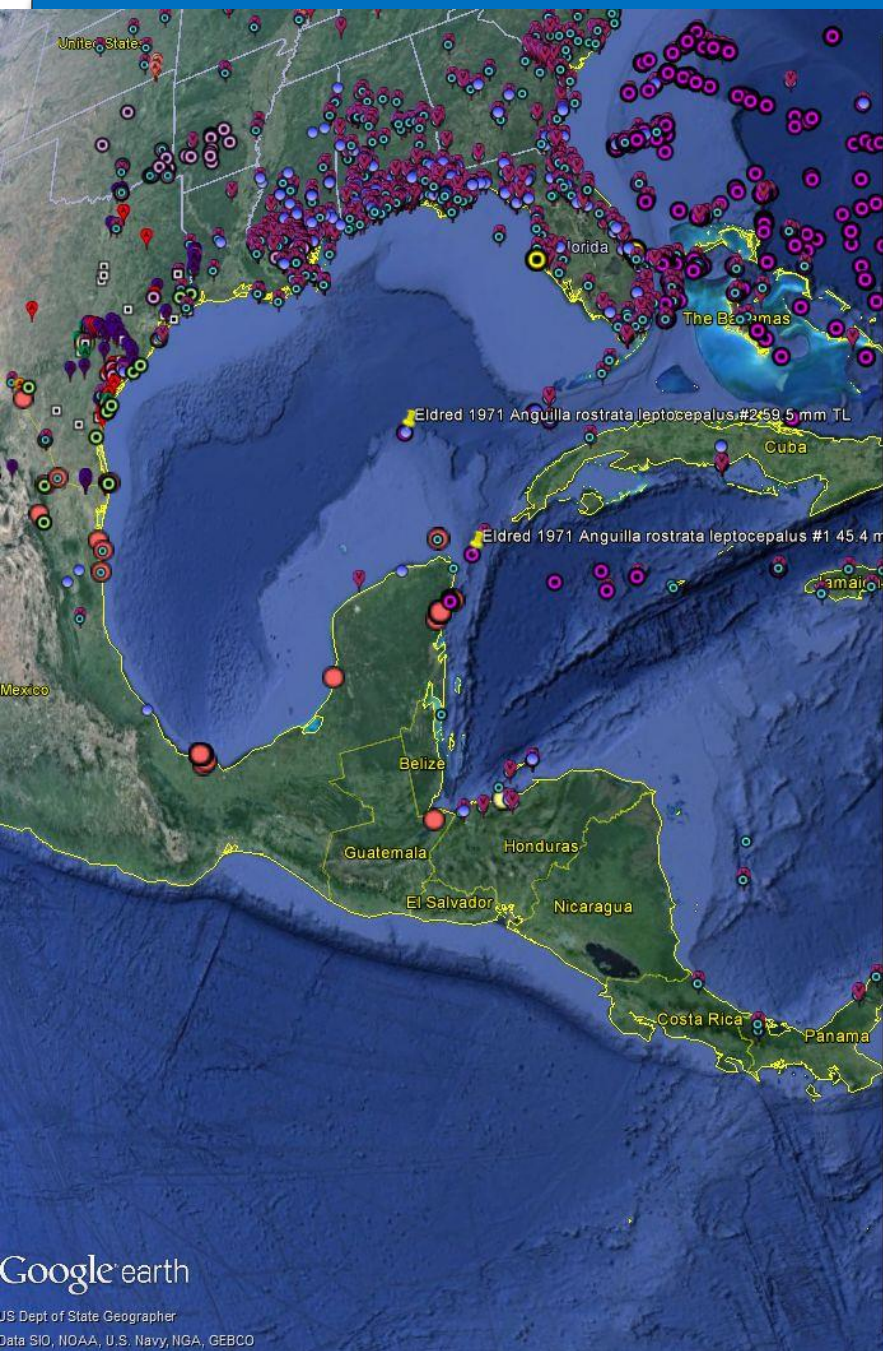 United States
Florida
The Bahamas
Eldred 1971 Anguilla rostrata leptocepalus #2 59.5 mm TL
Cuba
Eldred 1971 Anguilla rostrata leptocepalus #1 45.4 m
Jamaic
Mexico
Belize
Guatemala
Honduras
El Salvador
Nicaragua
Costa Rica
Panama
Google earth
US Dept of State Geographer
Data SIO, NOAA, U.S. Navy, NGA, GEBCO